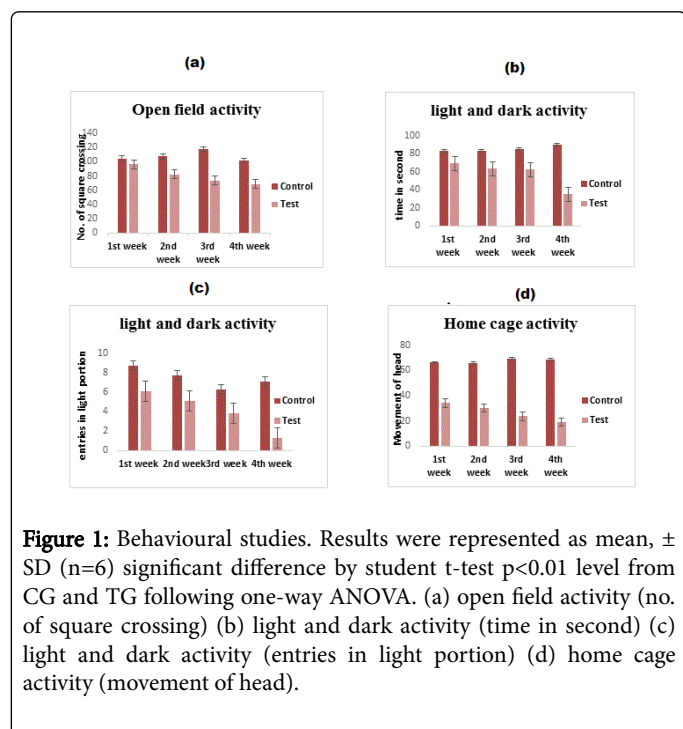 (a)
Open field activity
No. of square crossing.
140
120
100
80
60
40
20
0
1st week 2nd week 3rd week 4th week
Control
Test
(b)
light and dark activity
time in second
100
80
60
40
20
0
1st week 2nd week 3rd week 4th week
Control
Test
(c)
light and dark activity
entries in light portion
10
8
6
4
2
0
1st week 2nd week 3rd week 4th week
Control
Test
(d)
Home cage activity
Movement of head
80
60
40
20
0
1st week 2nd week 3rd week 4th week
Control
Test
Figure 1: Behavioural studies. Results were represented as mean, ±
SD (n=6) significant difference by student t-test p<0.01 level from
CG and TG following one-way ANOVA. (a) open field activity (no.
of square crossing) (b) light and dark activity (time in second) (c)
light and dark activity (entries in light portion) (d) home cage
activity (movement of head).